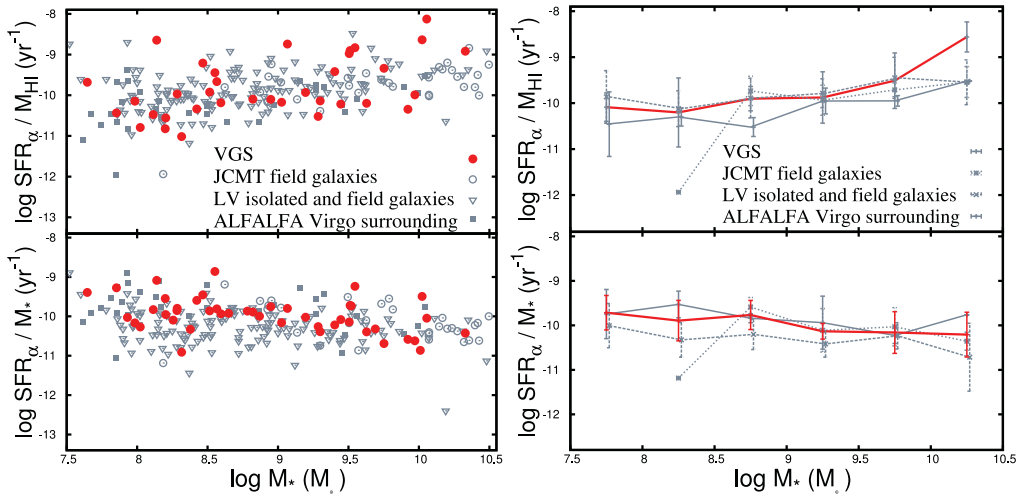 log SFRα / MHI (yr-1)
-8
-9
-10
-11
-12
-13
VGS
JCMT field galaxies
LV isolated and field galaxies
ALFALFA Virgo surrounding
log SFRα / M* (yr-1)
-8
-9
-10
-11
-12
-13
7.5 8 8.5 9 9.5 10 10.5
log M* (M∘)
log SFRα / MHI (yr-1)
-8
-9
-10
-11
-12
-13
VGS
JCMT field galaxies
LV isolated and field galaxies
ALFALFA Virgo surrounding
log SFRα / M* (yr-1)
-8
-9
-10
-11
-12
-13
7.5 8 8.5 9 9.5 10 10.5
log M* (M∘)